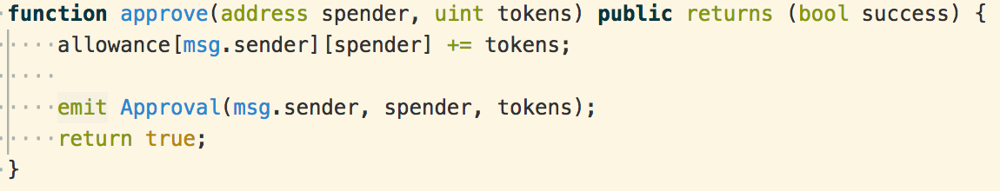 function approve(address spender, uint tokens) public returns (bool success) {
    allowance[msg.sender][spender] += tokens;

    emit Approval(msg.sender, spender, tokens);
    return true;
}